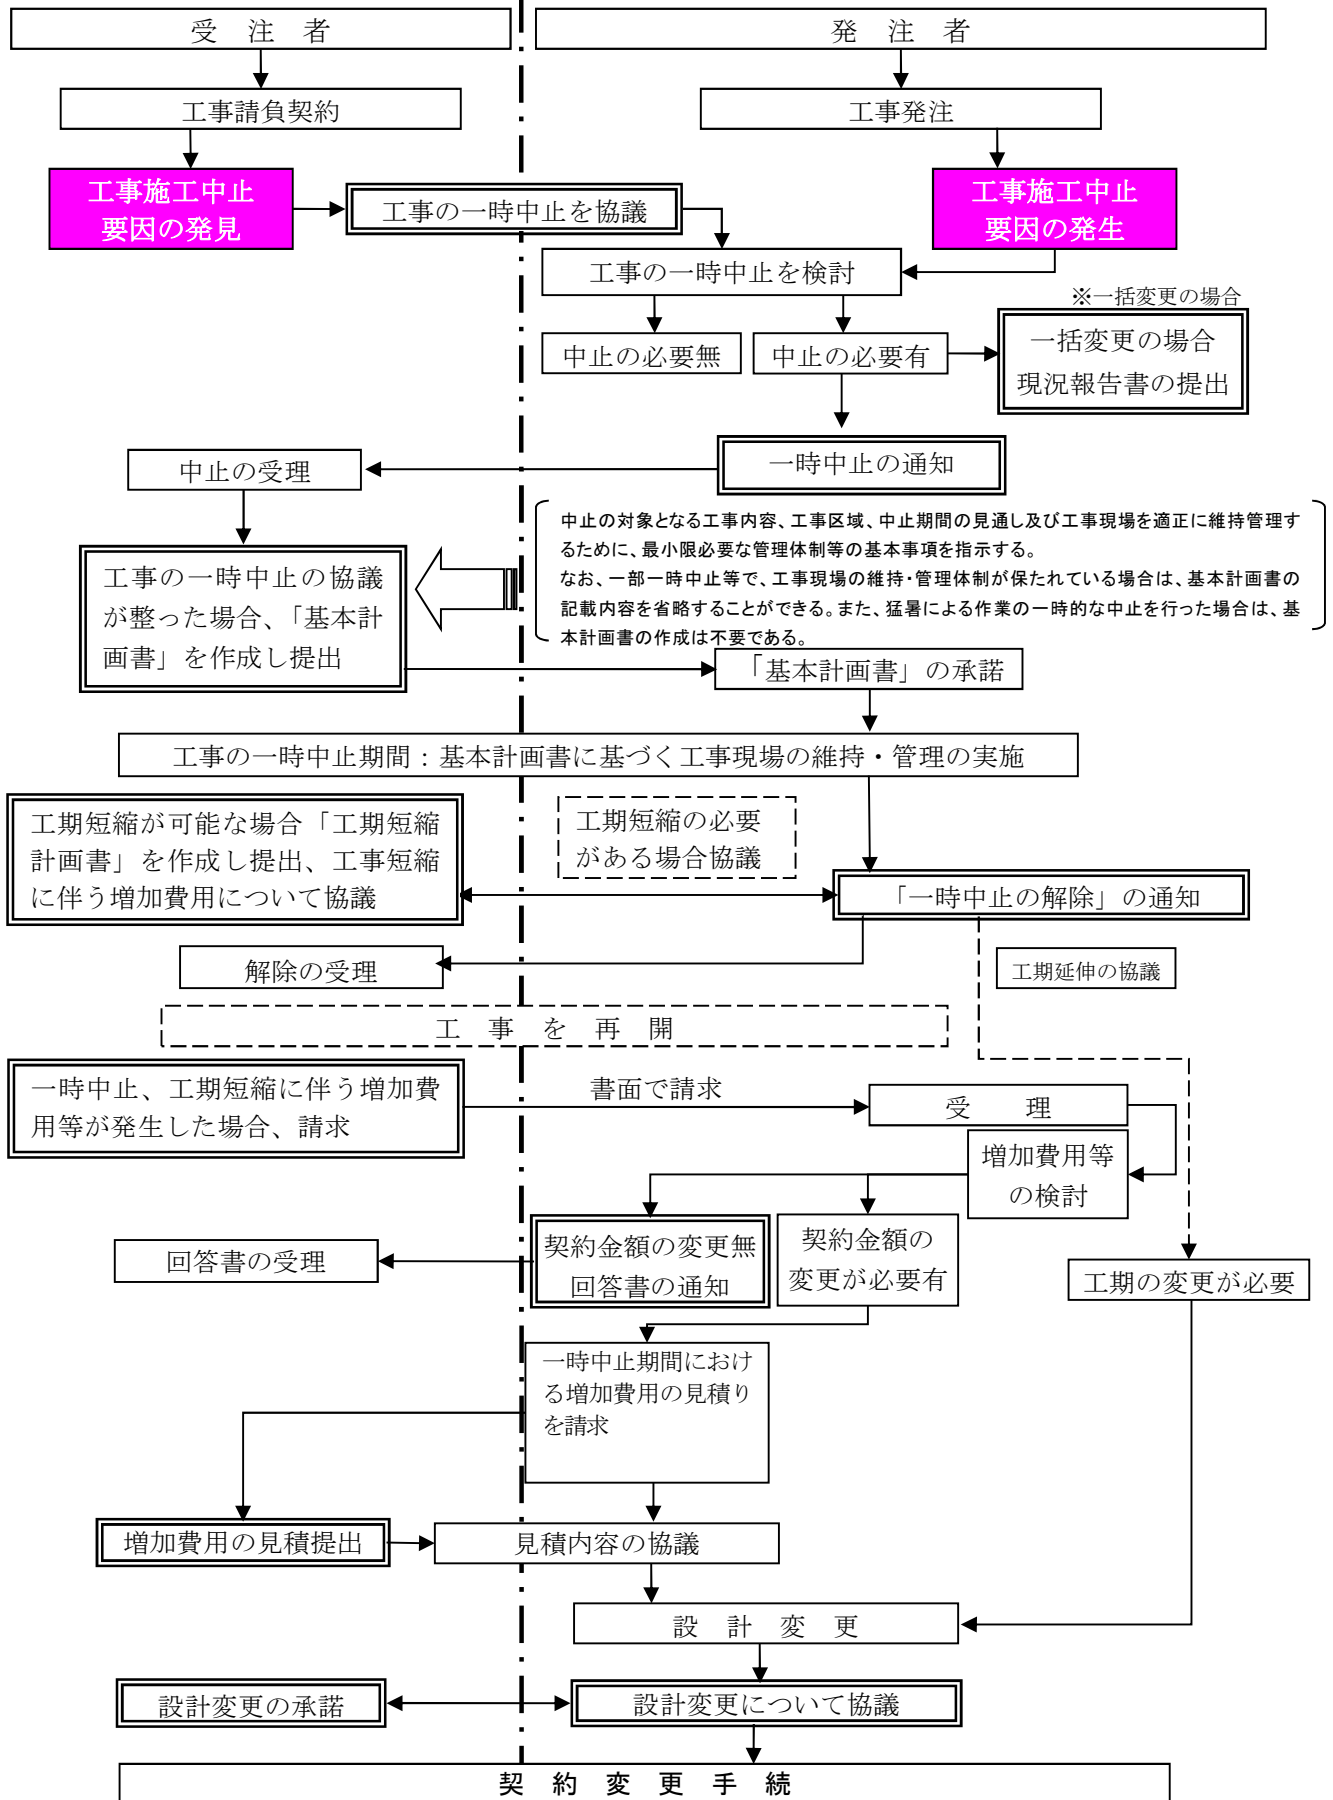 受　注　者
発　注　者
工事請負契約
工事発注
工事施工中止
要因の発見
工事の一時中止を協議
工事施工中止
要因の発生
工事の一時中止を検討
※一括変更の場合
中止の必要無
中止の必要有
一括変更の場合
現況報告書の提出
一時中止の通知
中止の受理
中止の対象となる工事内容、工事区域、中止期間の見通し及び工事現場を適正に維持管理す
るために、最小限必要な管理体制等の基本事項を指示する。
なお、一部一時中止等で、工事現場の維持・管理体制が保たれている場合は、基本計画書の
記載内容を省略することができる。また、猛暑による作業の一時的な中止を行った場合は、基
本計画書の作成は不要である。
工事の一時中止の協議
が整った場合、「基本計
画書」を作成し提出
「基本計画書」の承諾
工事の一時中止期間：基本計画書に基づく工事現場の維持・管理の実施
工期短縮が可能な場合「工期短縮
計画書」を作成し提出、工事短縮
に伴う増加費用について協議
工期短縮の必要
がある場合協議
「一時中止の解除」の通知
解除の受理
工期延伸の協議
工　事　を　再　開
一時中止、工期短縮に伴う増加費
用等が発生した場合、請求
書面で請求
受　　理
増加費用等
の検討
回答書の受理
契約金額の変更無
回答書の通知
契約金額の
変更が必要有
工期の変更が必要
一時中止期間におけ
る増加費用の見積り
を請求
増加費用の見積提出
見積内容の協議
設　計　変　更
設計変更の承諾
設計変更について協議
契　約　変　更　手　続